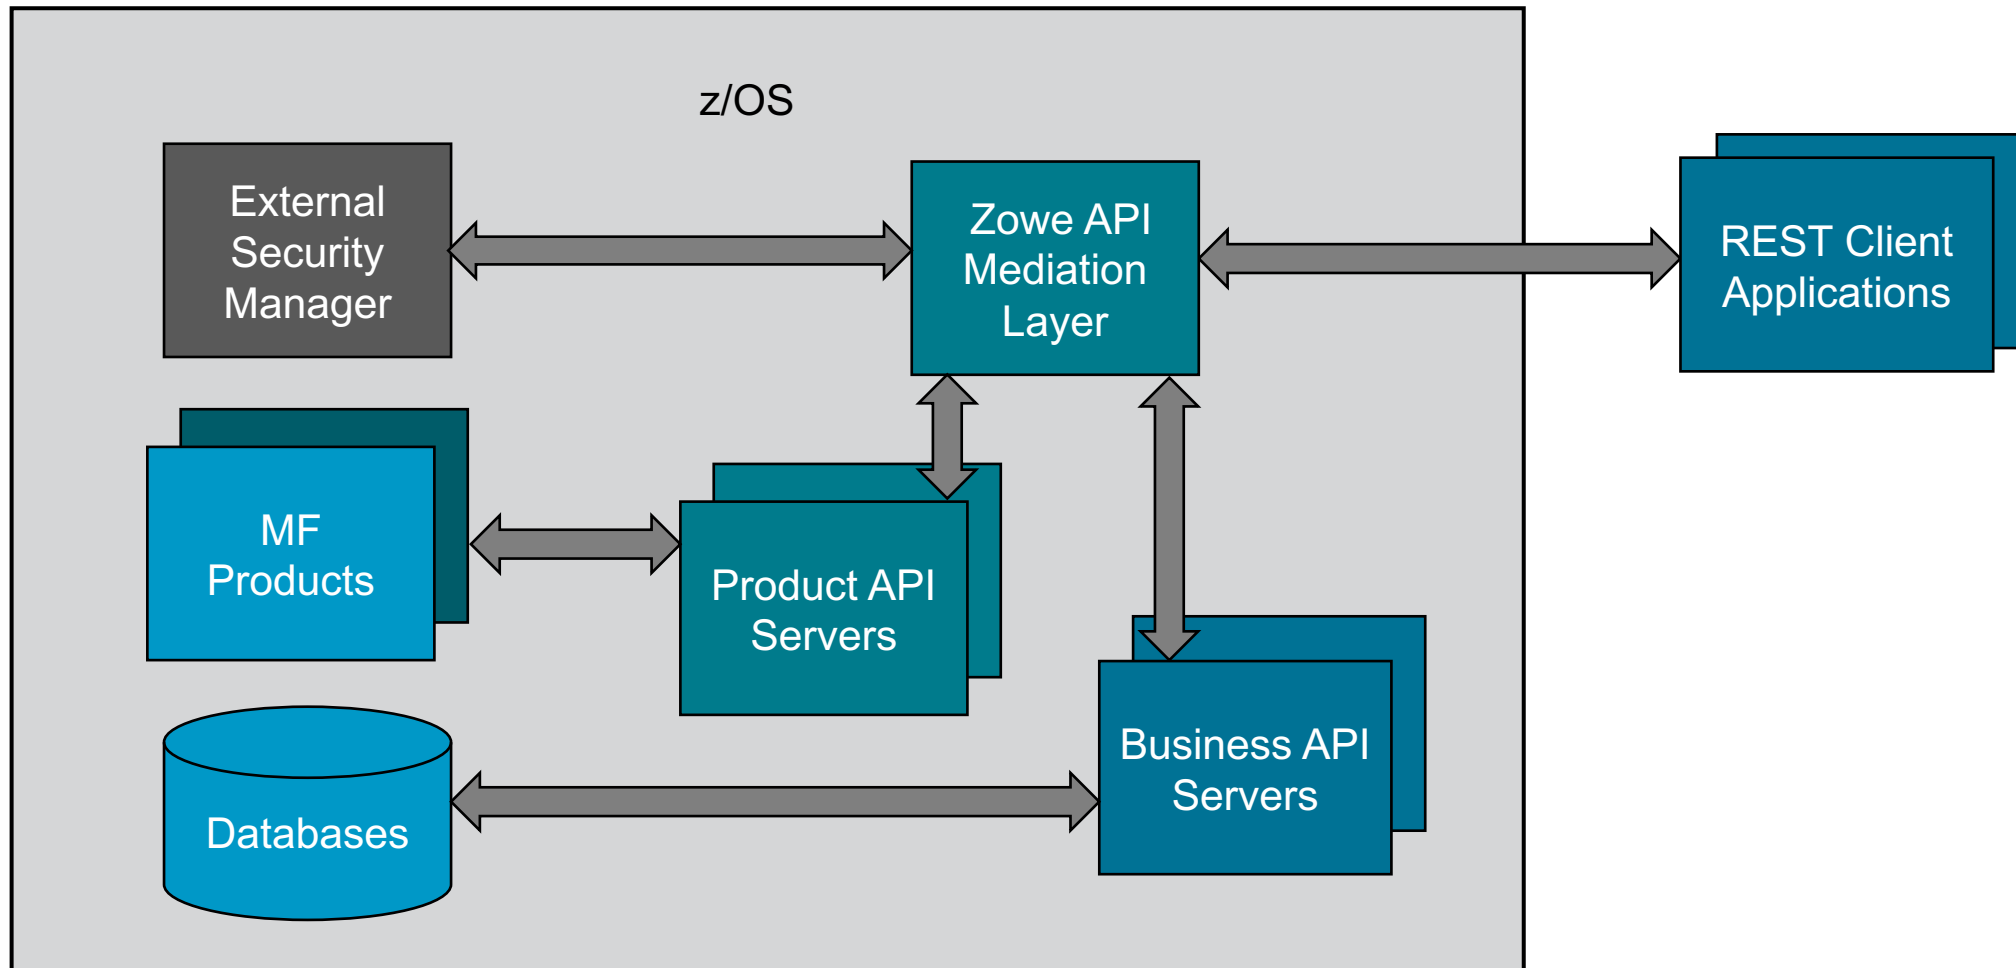 z/OS
External
Security
Manager
Zowe API
Mediation
Layer
REST Client
Applications
MF
Products
Product API
Servers
Business API
Servers
Databases